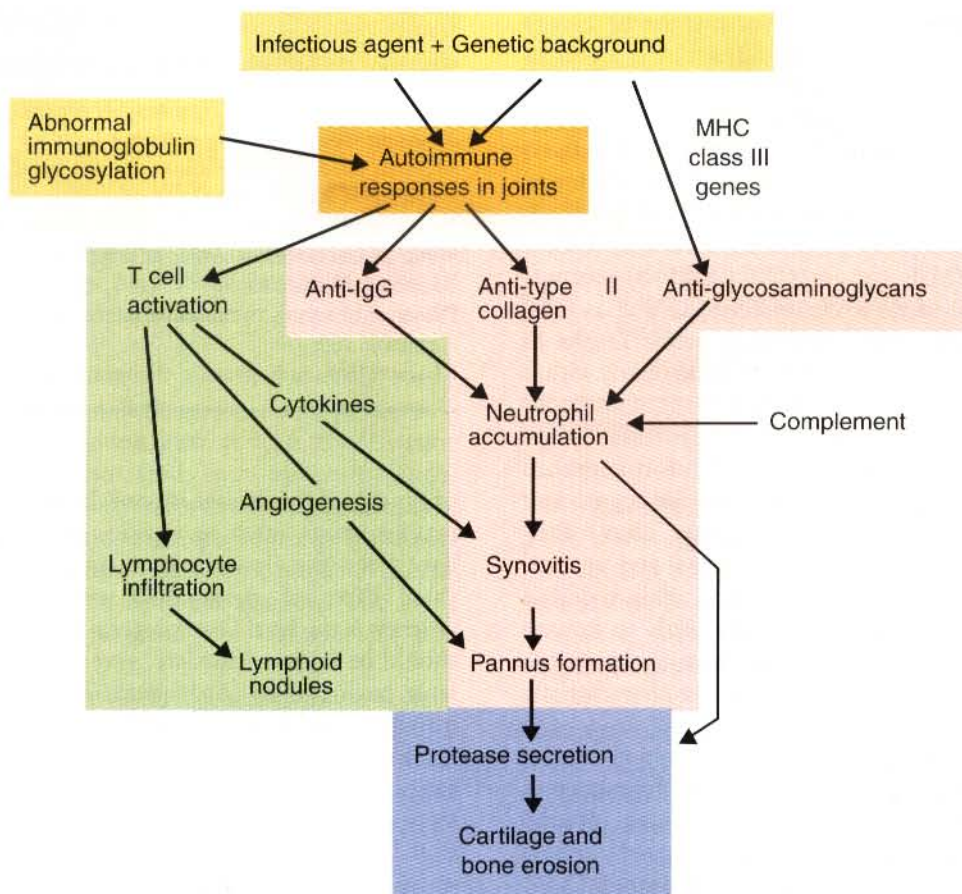 Infectious agent + Genetic background
Abnormal
immunoglobulin
glycosylation
MHC
class III
genes
Autoimmune
responses in joints
T cell
activation
Anti-IgG
Anti-type II
collagen
Anti-glycosaminoglycans
Cytokines
Neutrophil
accumulation
Complement
Angiogenesis
Lymphocyte
infiltration
Synovitis
Lymphoid
nodules
Pannus formation
Protease secretion
Cartilage and
bone erosion